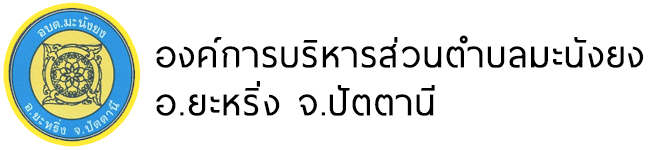 อบต.มะนังยง
อ.ยะหริ่ง จ.ปัตตานี
องค์การบริหารส่วนตำบลมะนังยง
อ.ยะหริ่ง จ.ปัตตานี